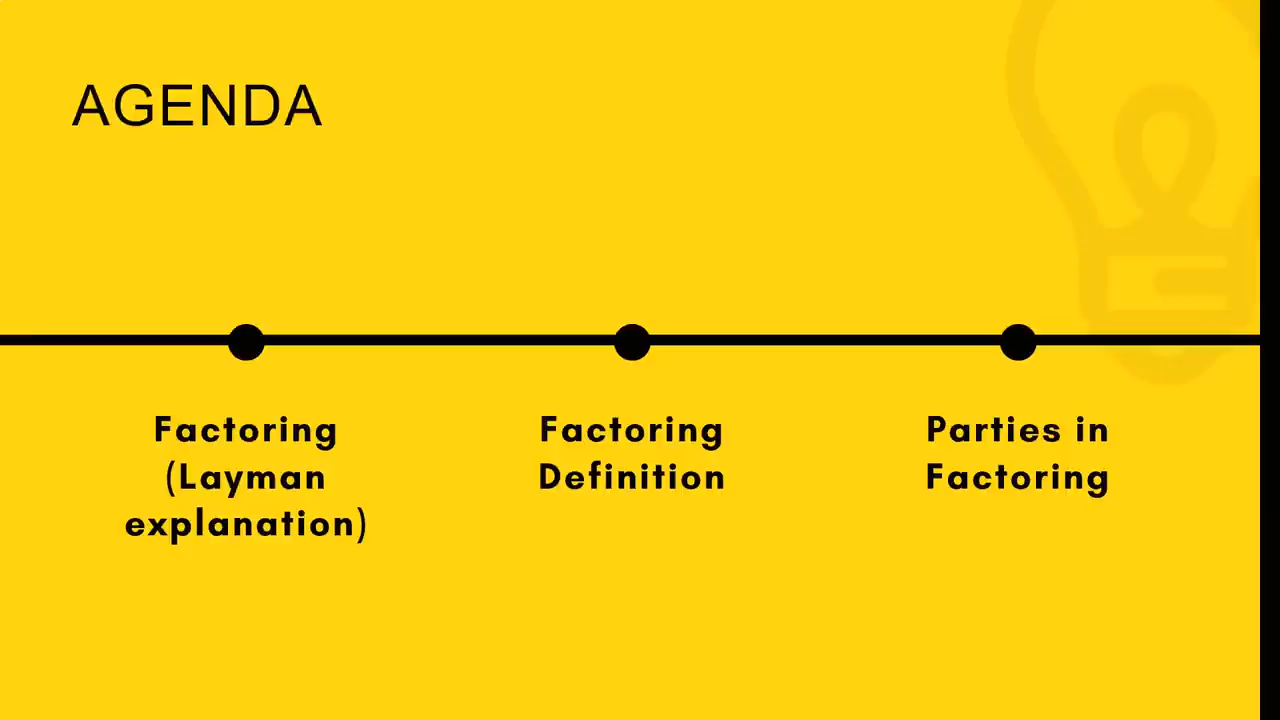 AGENDA
Factoring
(Layman
explanation)
Factoring
Definition
Parties in
Factoring